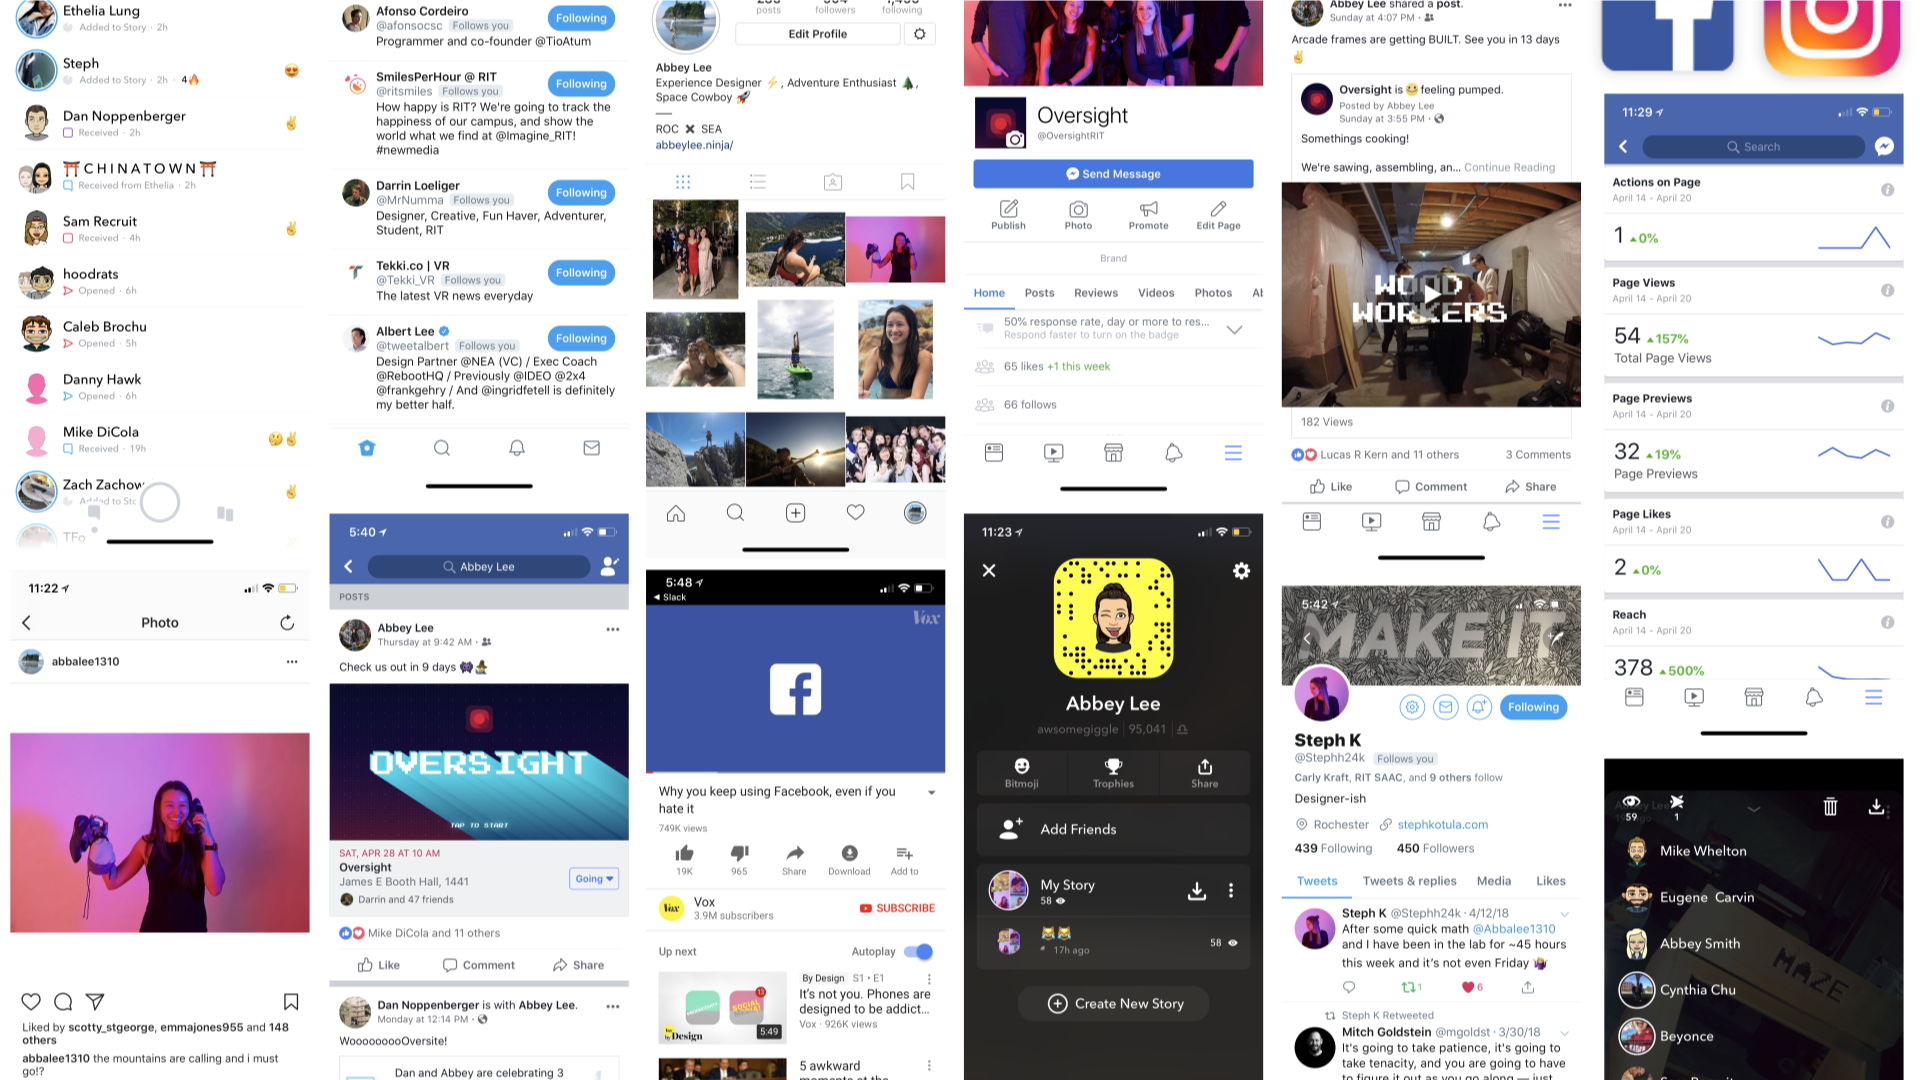 Ethelia Lung
Added to Story · 2h
Steph
Added to Story · 2h · 4
Dan Noppenberger
Received · 2h
CHINATOWN
Received from Ethelia · 2h
Sam Recruit
Received · 4h
hoodrats
Opened · 6h
Caleb Brochu
Opened · 5h
Danny Hawk
Opened · 6h
Mike DiCola
Received · 19h
Zach Zachow
Added to Stc
TFo
11:22
Photo
abbalee1310
Liked by scotty_stgeorge, emmajones955 and 148
others
abbalee1310 the mountains are calling and i must
go!?
Afonso Cordeiro
@afonsocsc Follows you
Following
Programmer and co-founder @TioAtum
SmilesPerHour @ RIT
@ritsmiles Follows you
Following
How happy is RIT? We're going to track the
happiness of our campus, and show the
world what we find at @Imagine_RIT!
#newmedia
Darrin Loeliger
@MrNumma Follows you
Following
Designer, Creative, Fun Haver, Adventurer,
Student, RIT
Tekki.co | VR
@Tekki_VR Follows you
Following
The latest VR news everyday
Albert Lee
@tweetalbert Follows you
Following
Design Partner @NEA (VC) / Exec Coach
@RebootHQ / Previously @IDEO @2x4
@frankgehry / And @ingridfetell is definitely
my better half.
5:40
Abbey Lee
POSTS
Abbey Lee
Thursday at 9:42 AM ·
Check us out in 9 days
OVERSIGHT
TAP TO START
SAT, APR 28 AT 10 AM
Oversight
James E Booth Hall, 1441
Darrin and 47 friends
Going
Mike DiCola and 11 others
Like Comment Share
Dan Noppenberger is with Abbey Lee.
Monday at 12:14 PM ·
WooooooooOversite!
Dan and Abbey are celebrating 3
posts followers following
Edit Profile
Abbey Lee
Experience Designer , Adventure Enthusiast ,
Space Cowboy
ROC SEA
abbeylee.ninja/
5:48
Slack
Vox
Why you keep using Facebook, even if you
hate it
749K views
19K 965 Share Download Add to
Vox
Vox
3.9M subscribers
SUBSCRIBE
Up next Autoplay
By Design S1 · E1
It's not you. Phones are
designed to be addict...
Vox · 926K views
by Design
13
SOCIAL
5:49
5 awkward
moments at the
Oversight
@OversightRIT
Send Message
Publish Photo Promote Edit Page
Brand
Home Posts Reviews Videos Photos Al
50% response rate, day or more to res...
Respond faster to turn on the badge
65 likes +1 this week
66 follows
11:23
Abbey Lee
awsomegiggle 95,041
Bitmoji Trophies Share
Add Friends
My Story
58
17h ago
58
Create New Story
Abbey Lee shared a post.
Sunday at 4:07 PM ·
Arcade frames are getting BUILT. See you in 13 days
Oversight is feeling pumped.
Posted by Abbey Lee
Sunday at 3:55 PM ·
Somethings cooking!
We're sawing, assembling, an... Continue Reading
WOOD
WORKERS
182 Views
Lucas R Kern and 11 others
3 Comments
Like Comment Share
5:42
MAKE IT
Following
Steph K
@Stephh24k Follows you
Carly Kraft, RIT SAAC, and 9 others follow
Designer-ish
Rochester stephkotula.com
439 Following 450 Followers
Tweets Tweets & replies Media Likes
Steph K @Stephh24k · 4/12/18
After some quick math @Abbalee1310
and I have been in the lab for ~45 hours
this week and it's not even Friday
1 6
Steph K Retweeted
Mitch Goldstein @mgoldst · 3/30/18
It's going to take patience, it's going to
take tenacity, and you are going to have
to figure it out as you go along — just
11:29
Search
Actions on Page
April 14 - April 20
1 0%
Page Views
April 14 - April 20
54 157%
Total Page Views
Page Previews
April 14 - April 20
32 19%
Page Previews
Page Likes
April 14 - April 20
2 0%
Reach
April 14 - April 20
378 500%
59 1
Mike Whelton
Eugene Carvin
Abbey Smith
Cynthia Chu
Beyonce
MAZE